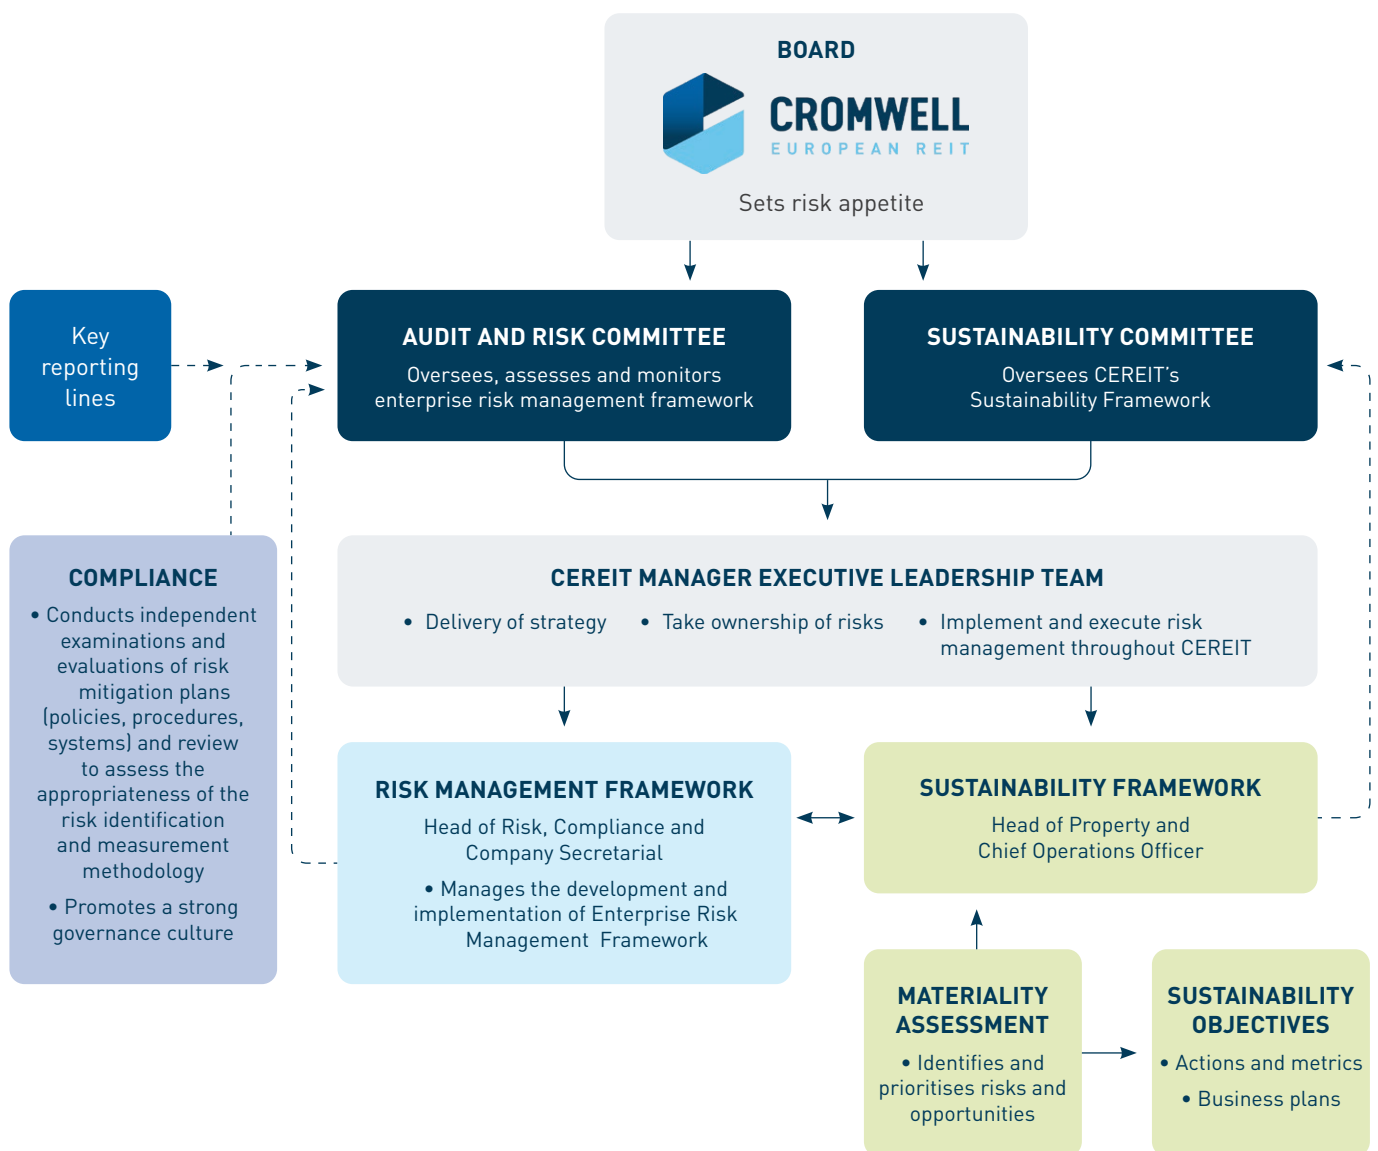 BOARD
CROMWELL
EUROPEAN REIT
Sets risk appetite
Key
reporting
lines
AUDIT AND RISK COMMITTEE
Oversees, assesses and monitors
enterprise risk management framework
SUSTAINABILITY COMMITTEE
Oversees CEREIT’s
Sustainability Framework
COMPLIANCE
• Conducts independent
examinations and
evaluations of risk
mitigation plans
(policies, procedures,
systems) and review
to assess the
appropriateness of the
risk identification
and measurement
methodology
• Promotes a strong
governance culture
CEREIT MANAGER EXECUTIVE LEADERSHIP TEAM
• Delivery of strategy
• Take ownership of risks
• Implement and execute risk
management throughout CEREIT
RISK MANAGEMENT FRAMEWORK
Head of Risk, Compliance and
Company Secretarial
• Manages the development and
implementation of Enterprise Risk
Management Framework
SUSTAINABILITY FRAMEWORK
Head of Property and
Chief Operations Officer
MATERIALITY
ASSESSMENT
• Identifies and
prioritises risks and
opportunities
SUSTAINABILITY
OBJECTIVES
• Actions and metrics
• Business plans